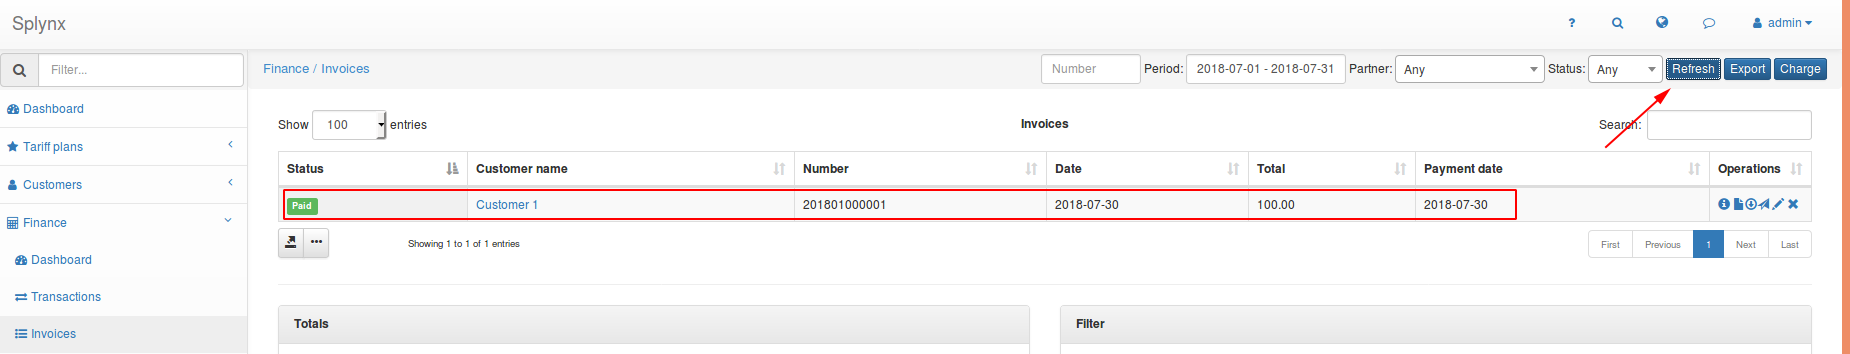 Splynx
? admin
Filter...
Finance / Invoices
Number Period: 2018-07-01 - 2018-07-31 Partner: Any Status: Any Refresh Export Charge
Dashboard
Tariff plans
Customers
Finance
Dashboard
Transactions
Invoices
Show 100 entries
Invoices
Search:
Status Customer name Number Date Total Payment date Operations
Paid Customer 1 201801000001 2018-07-30 100.00 2018-07-30
Showing 1 to 1 of 1 entries
First Previous 1 Next Last
Totals
Filter